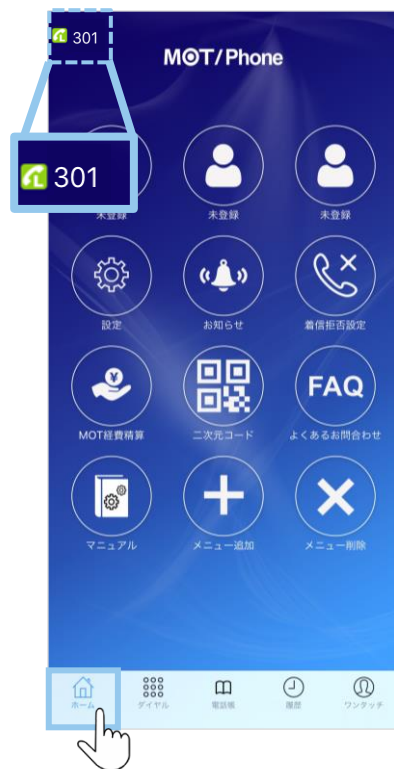 301
MOT/Phone
301
未登録
未登録
未登録
設定
お知らせ
着信拒否設定
MOT経費精算
二次元コード
FAQ
よくあるお問合わせ
マニュアル
メニュー追加
メニュー削除
ホーム
ダイヤル
電話帳
履歴
ワンタッチ